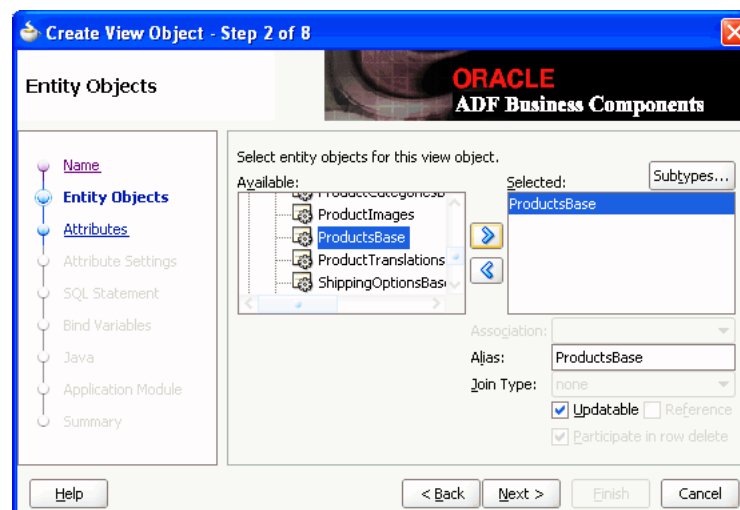 Create View Object - Step 2 of 8
Entity Objects
ORACLE
ADF Business Components
Name
Entity Objects
Attributes
Attribute Settings
SQL Statement
Bind Variables
Java
Application Module
Summary
Select entity objects for this view object.
Available:
Selected:
Subtypes...
ProductImages
ProductsBase
ProductTranslations
ShippingOptionsBas
ProductsBase
Association:
Alias:
ProductsBase
Join Type:
none
Updatable
Reference
Participate in row delete
Help
< Back
Next >
Finish
Cancel